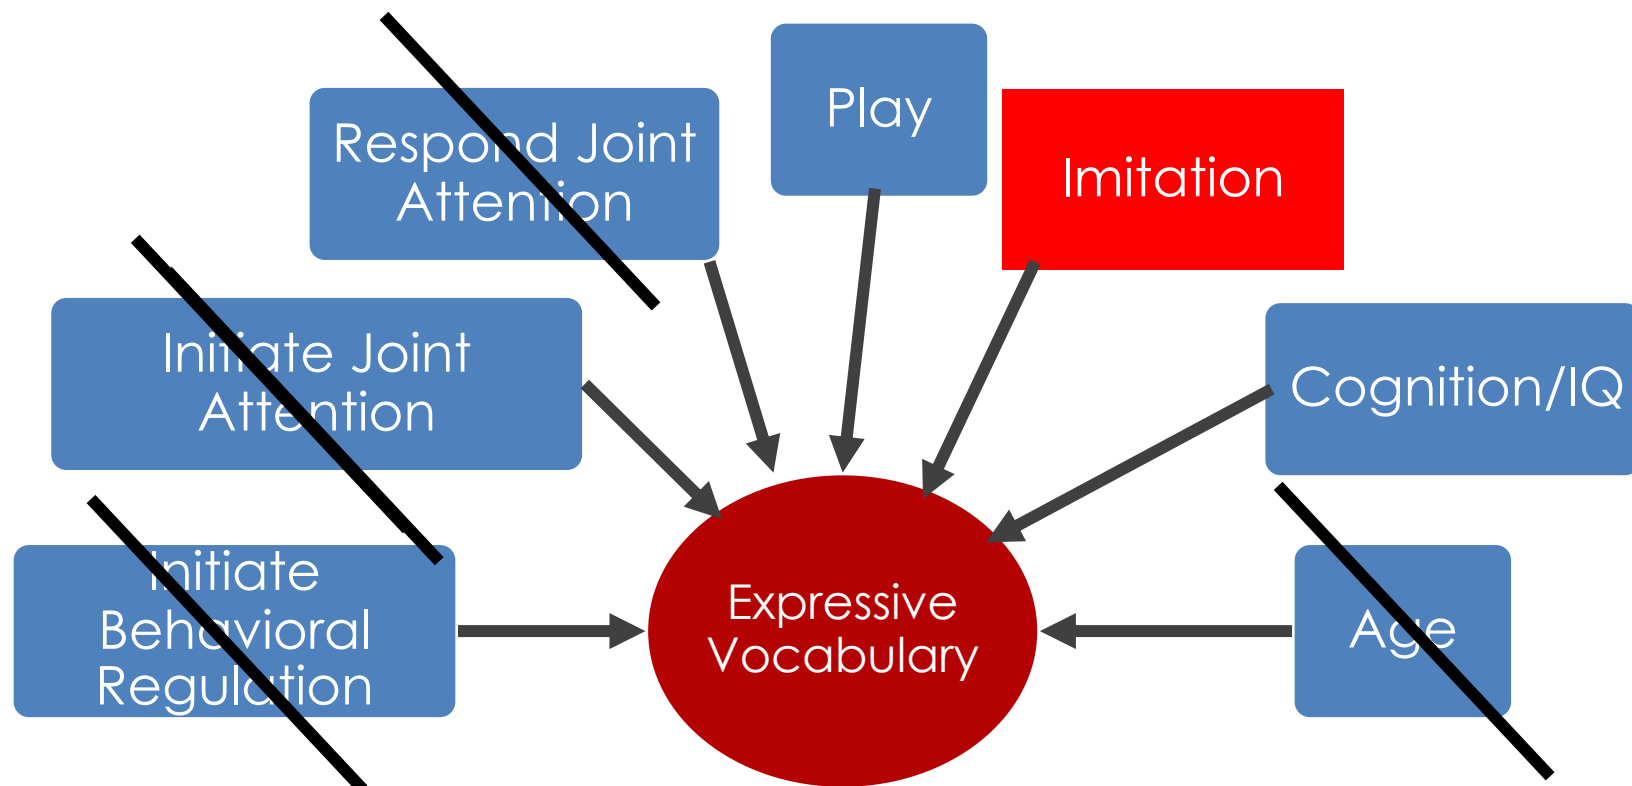 Play
Respond Joint
Attention
Imitation
Initiate Joint
Attention
Cognition/IQ
Initiate
Behavioral
Regulation
Expressive
Vocabulary
Age